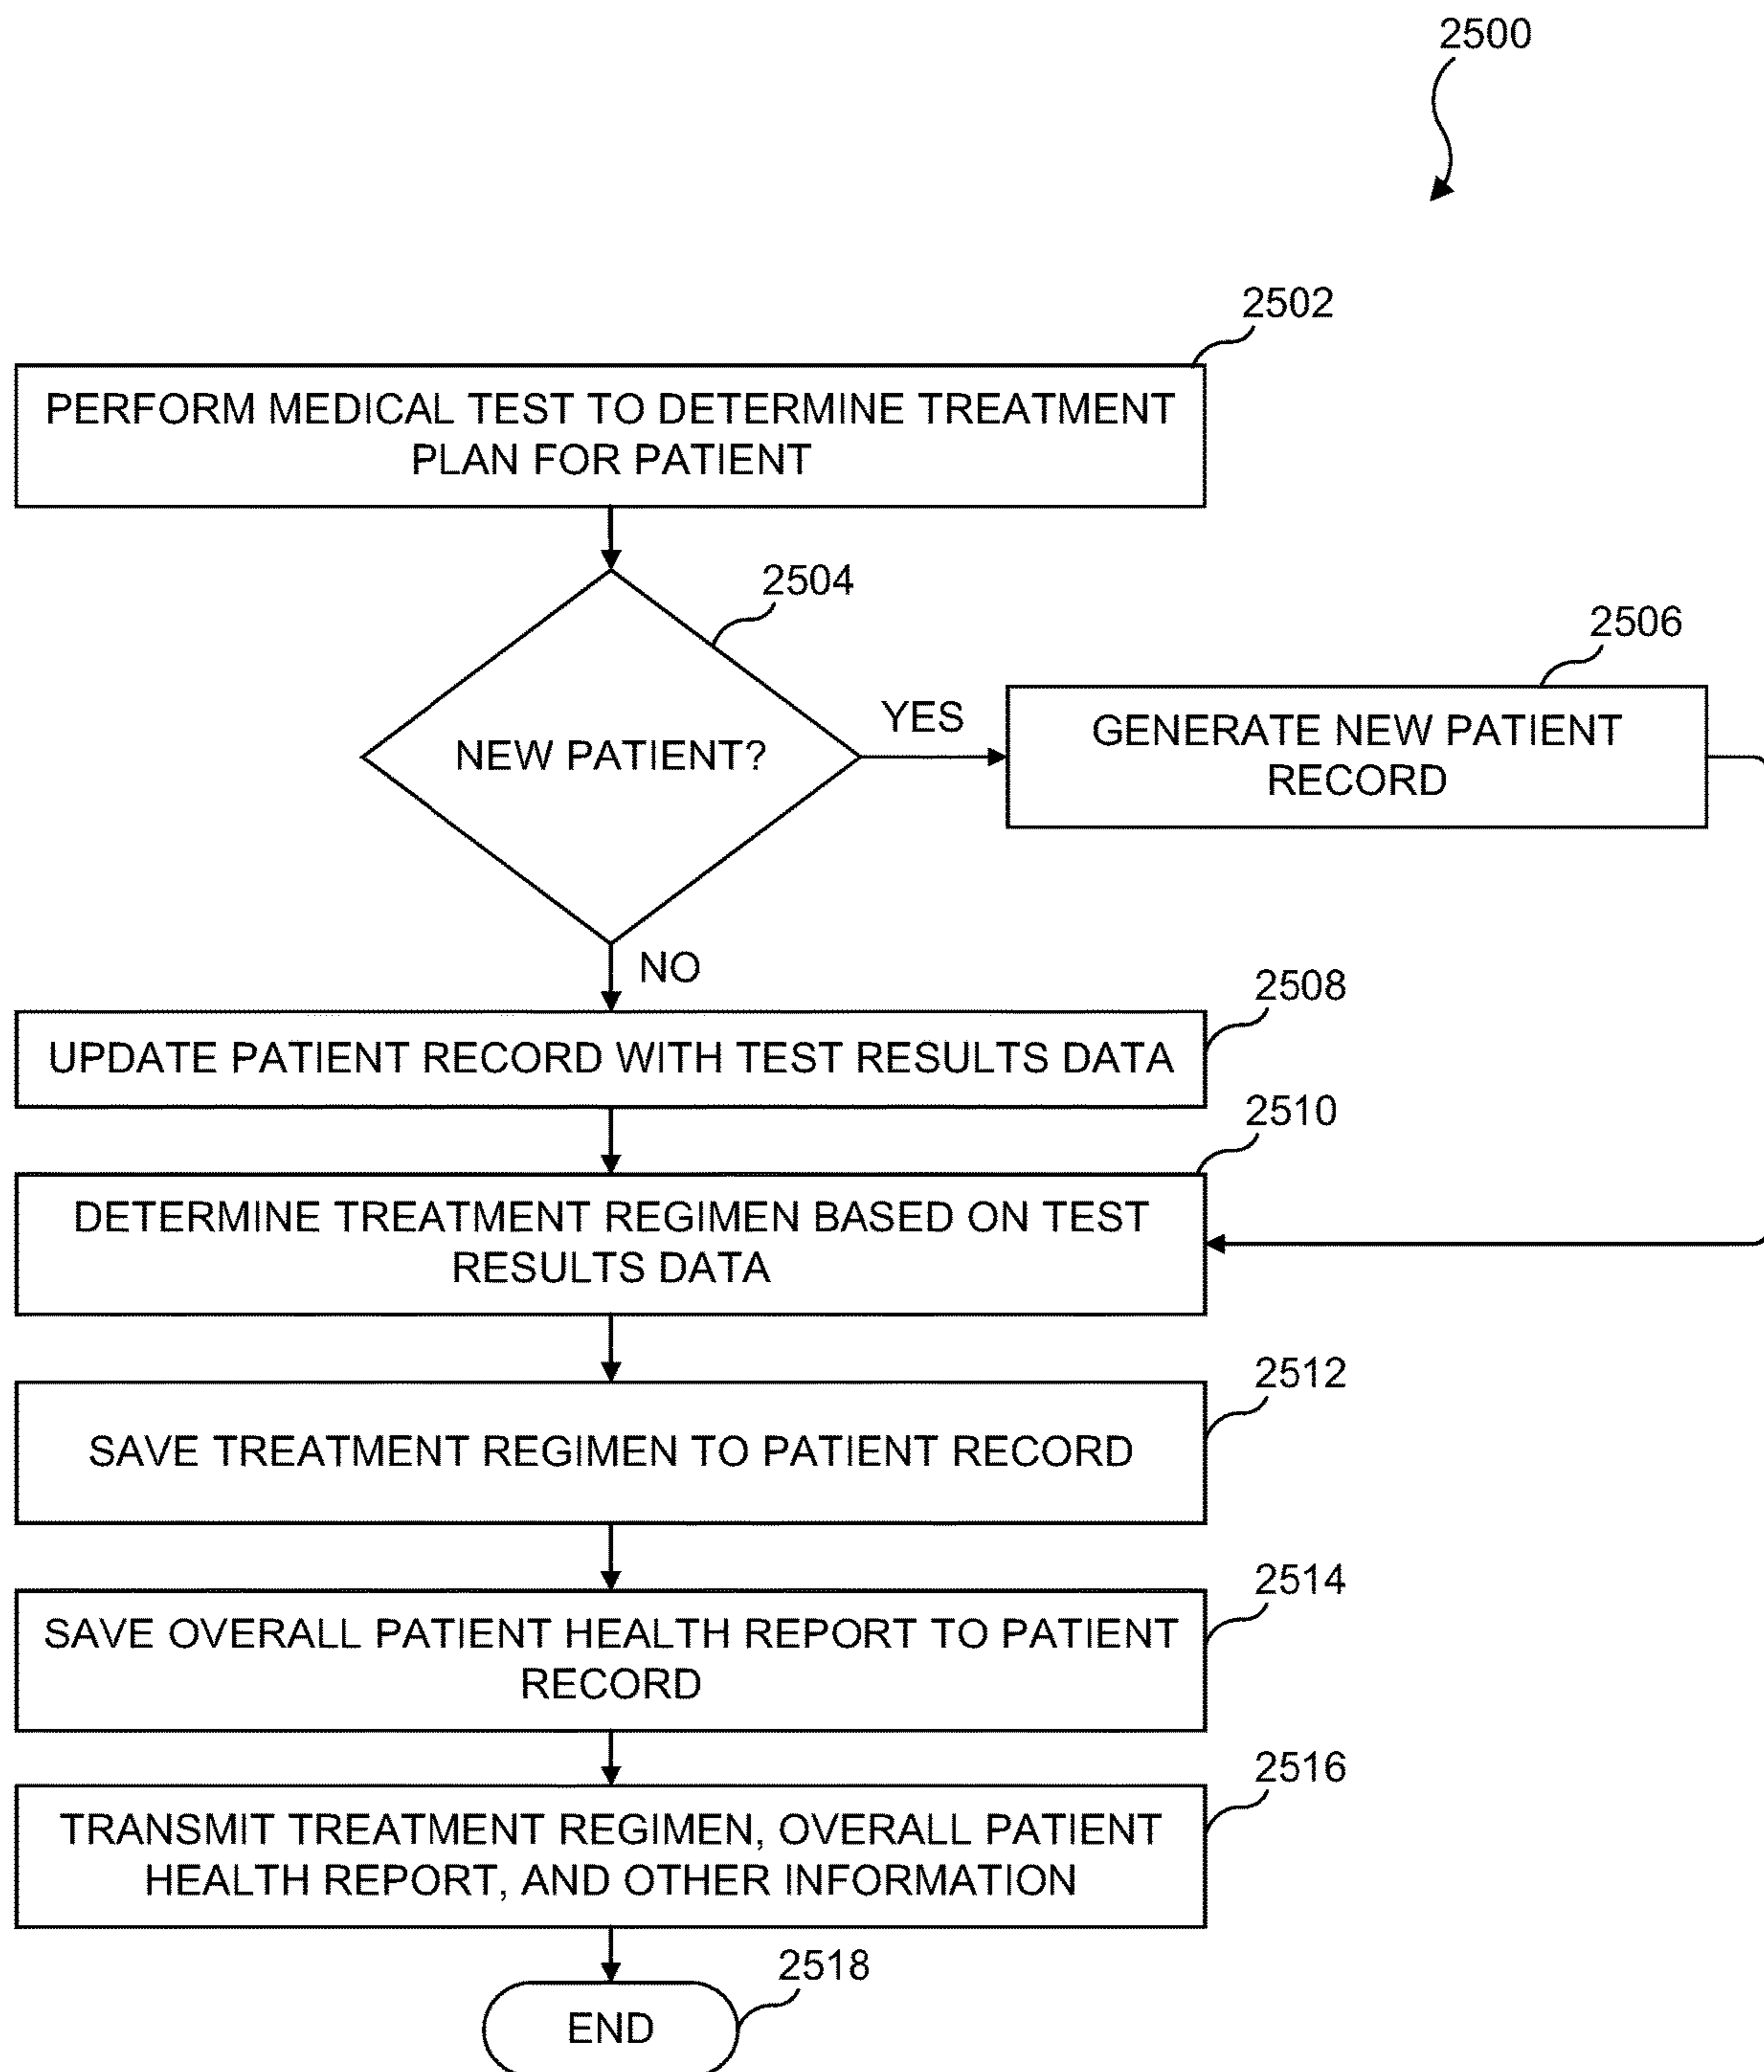 2500
2502
PERFORM MEDICAL TEST TO DETERMINE TREATMENT
PLAN FOR PATIENT
2504
NEW PATIENT?
YES
2506
GENERATE NEW PATIENT
RECORD
NO
2508
UPDATE PATIENT RECORD WITH TEST RESULTS DATA
2510
DETERMINE TREATMENT REGIMEN BASED ON TEST
RESULTS DATA
2512
SAVE TREATMENT REGIMEN TO PATIENT RECORD
2514
SAVE OVERALL PATIENT HEALTH REPORT TO PATIENT
RECORD
2516
TRANSMIT TREATMENT REGIMEN, OVERALL PATIENT
HEALTH REPORT, AND OTHER INFORMATION
2518
END